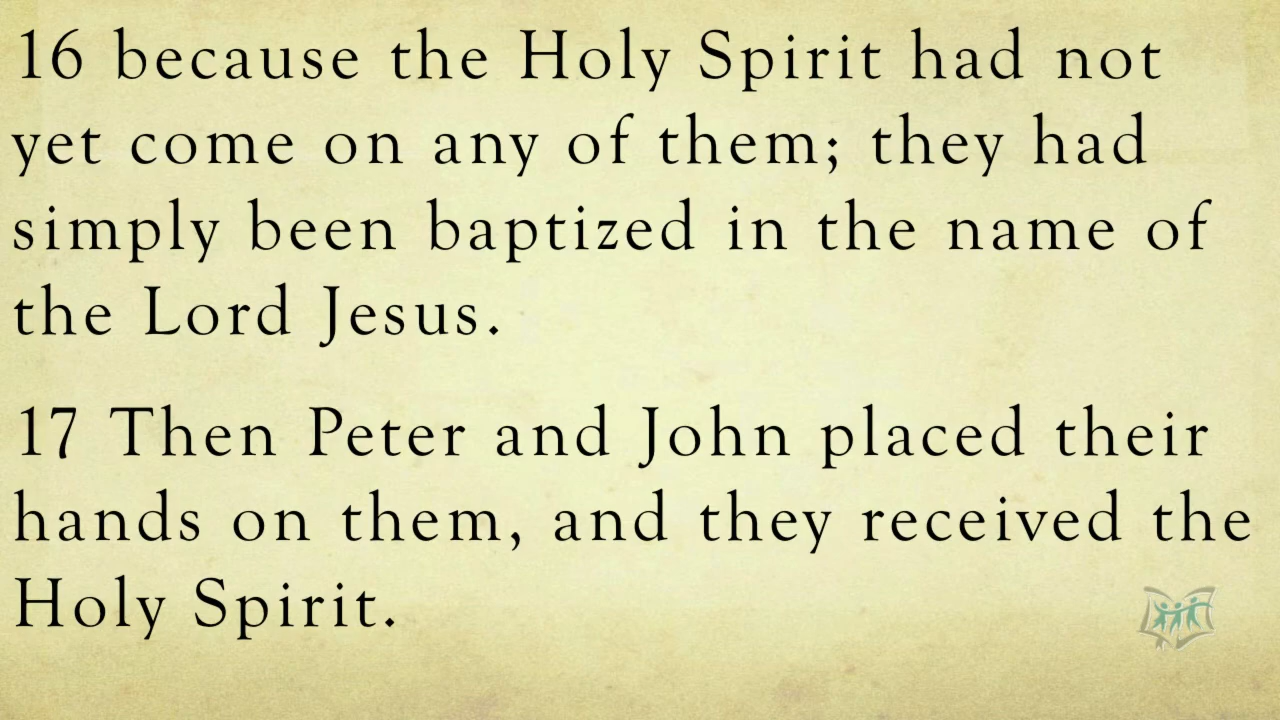 16 because the Holy Spirit had not
yet come on any of them; they had
simply been baptized in the name of
the Lord Jesus.
17 Then Peter and John placed their
hands on them, and they received the
Holy Spirit.